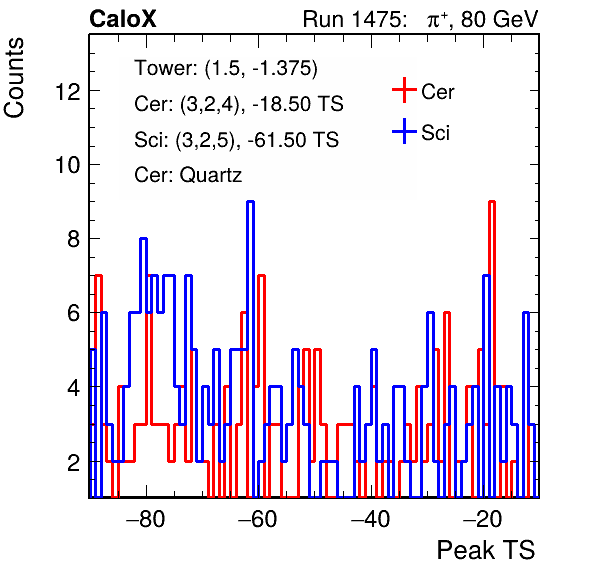 CaloX Run 1475: π+, 80 GeV
Counts
Tower: (1.5, -1.375)
Cer: (3,2,4), -18.50 TS
Sci: (3,2,5), -61.50 TS
Cer: Quartz
Cer
Sci
12
10
8
6
4
2
−80 −60 −40 −20
Peak TS